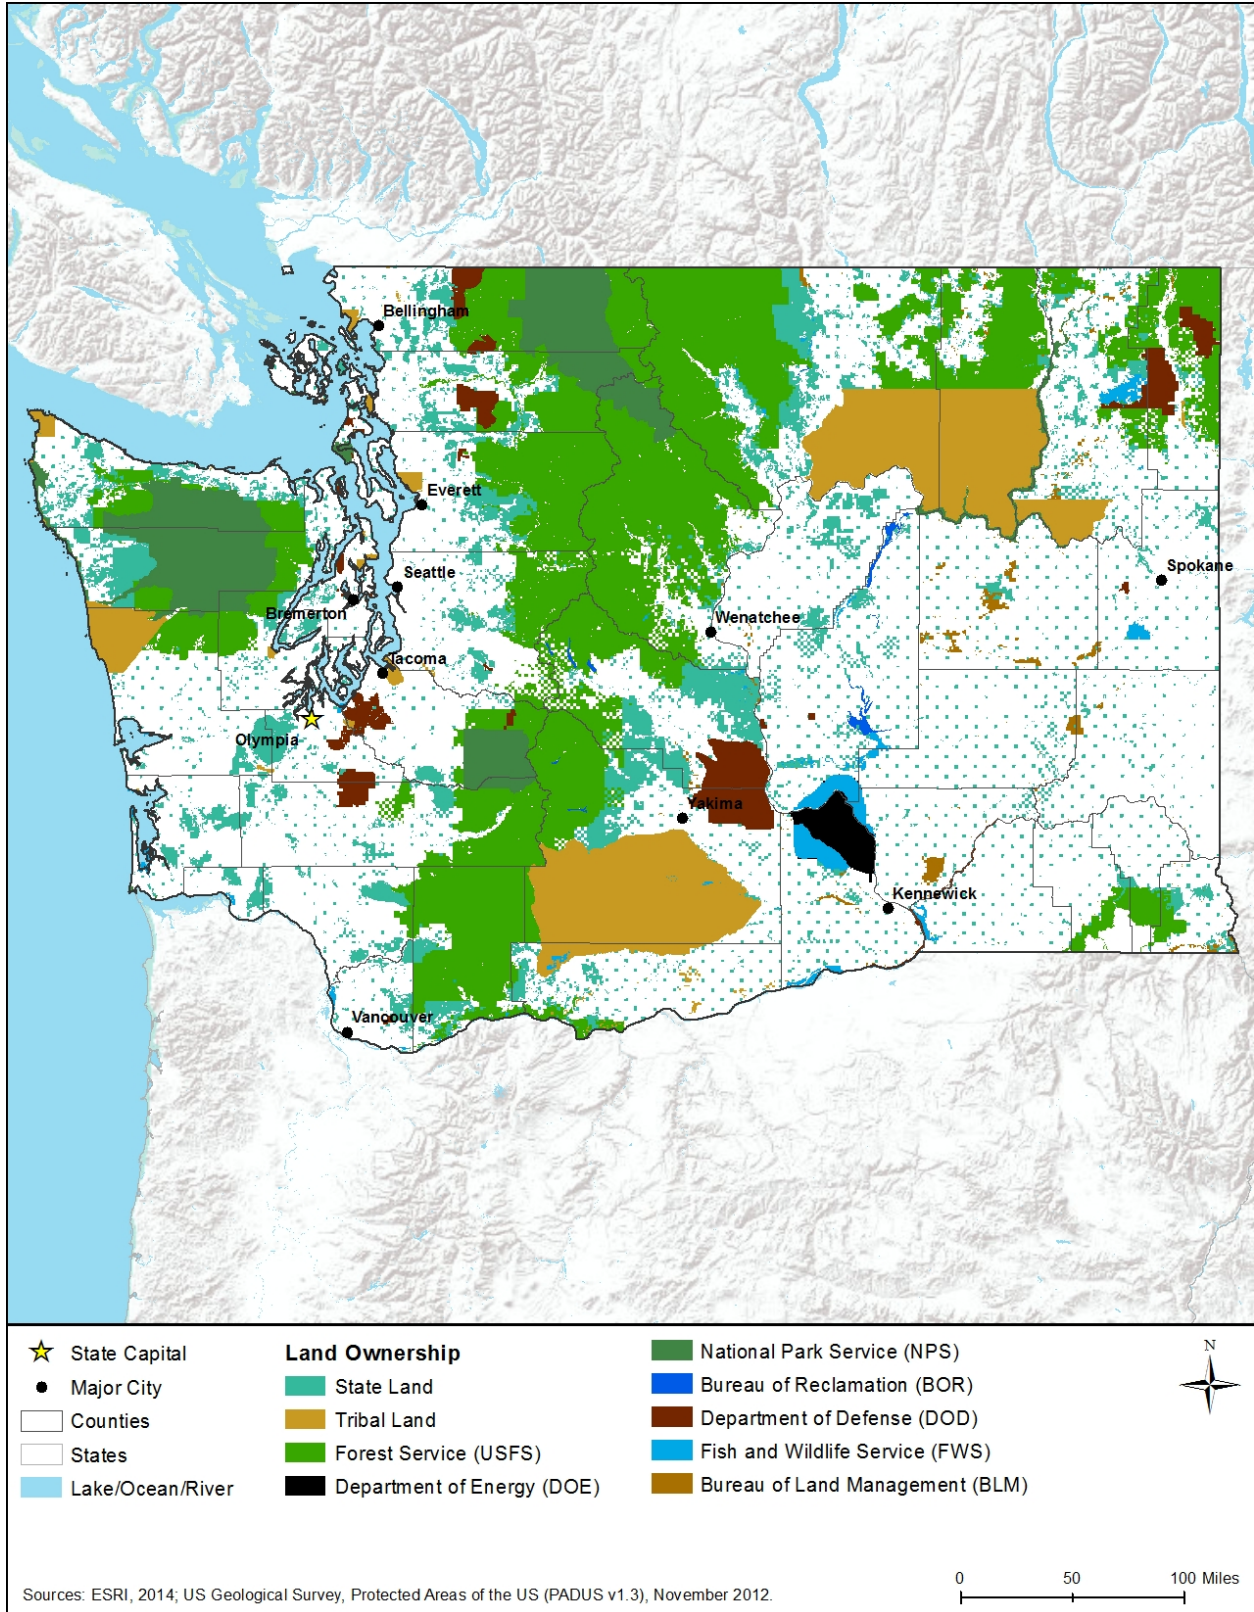 Bellingham
Everett
Seattle
Spokane
Bremerton
Wenatchee
Tacoma
Olympia
Yakima
Kennewick
Vancouver
State Capital
Major City
Counties
States
Lake/Ocean/River
Land Ownership
State Land
Tribal Land
Forest Service (USFS)
Department of Energy (DOE)
National Park Service (NPS)
Bureau of Reclamation (BOR)
Department of Defense (DOD)
Fish and Wildlife Service (FWS)
Bureau of Land Management (BLM)
N
0 50 100 Miles
Sources: ESRI, 2014; US Geological Survey, Protected Areas of the US (PADUS v1.3), November 2012.